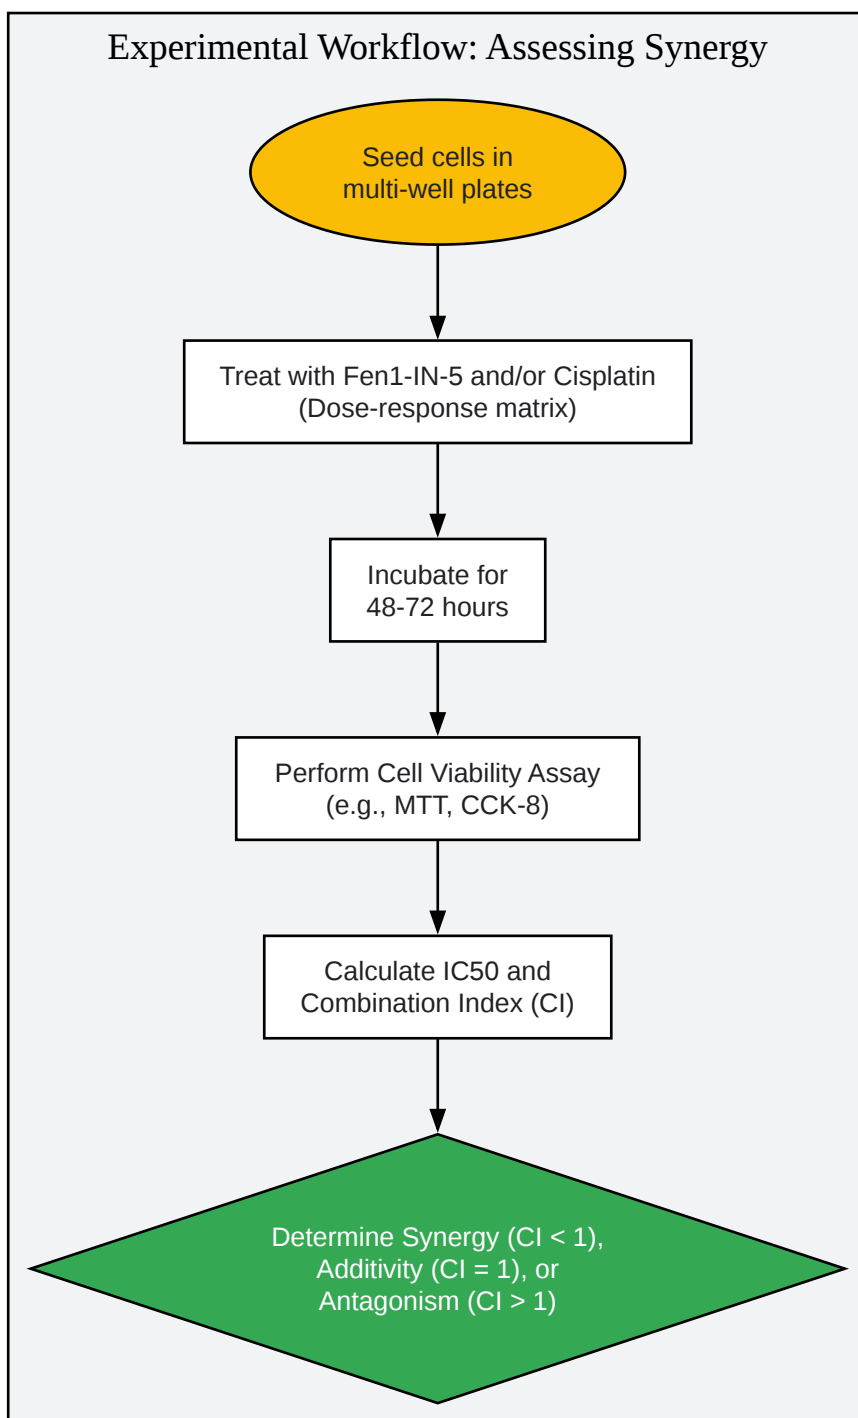 Experimental Workflow: Assessing Synergy
Seed cells in
multi-well plates
Treat with Fen1-IN-5 and/or Cisplatin
(Dose-response matrix)
Incubate for
48-72 hours
Perform Cell Viability Assay
(e.g., MTT, CCK-8)
Calculate IC50 and
Combination Index (CI)
Determine Synergy (CI < 1),
Additivity (CI = 1), or
Antagonism (CI > 1)